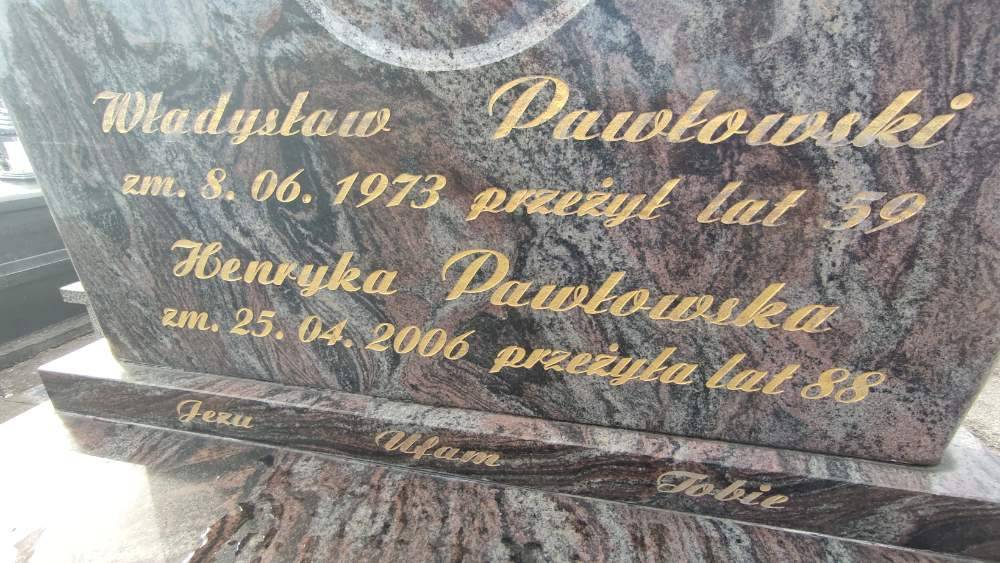 Władysław Pawłowski
zm. 8. 06. 1973 przeżył lat 59
Henryka Pawłowska
zm. 25. 04. 2006 przeżyła lat 88
Jezu Ufam Tobie